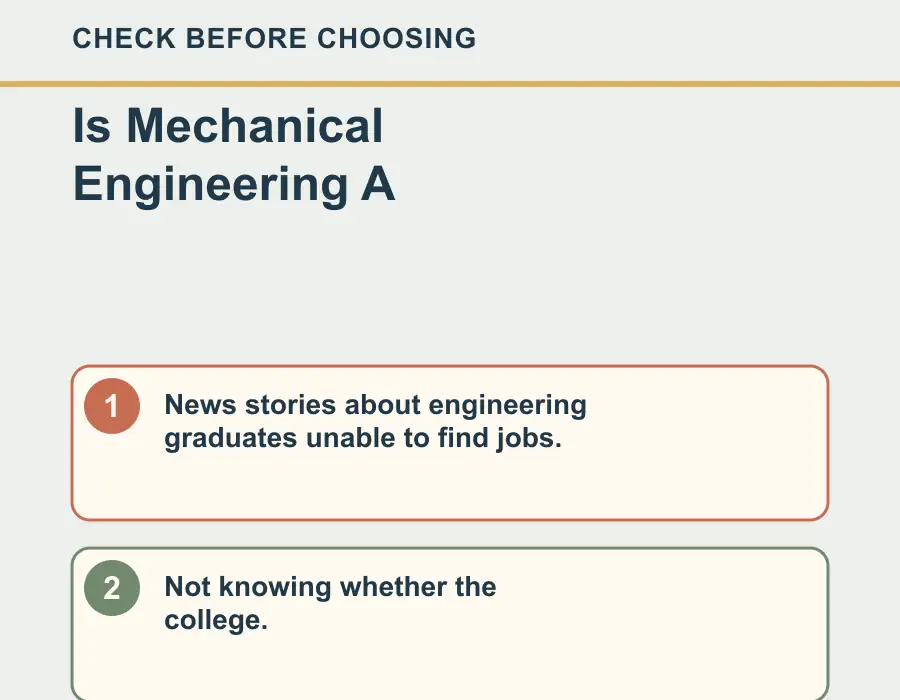 CHECK BEFORE CHOOSING
Is Mechanical
Engineering A
1
News stories about engineering
graduates unable to find jobs.
2
Not knowing whether the
college.